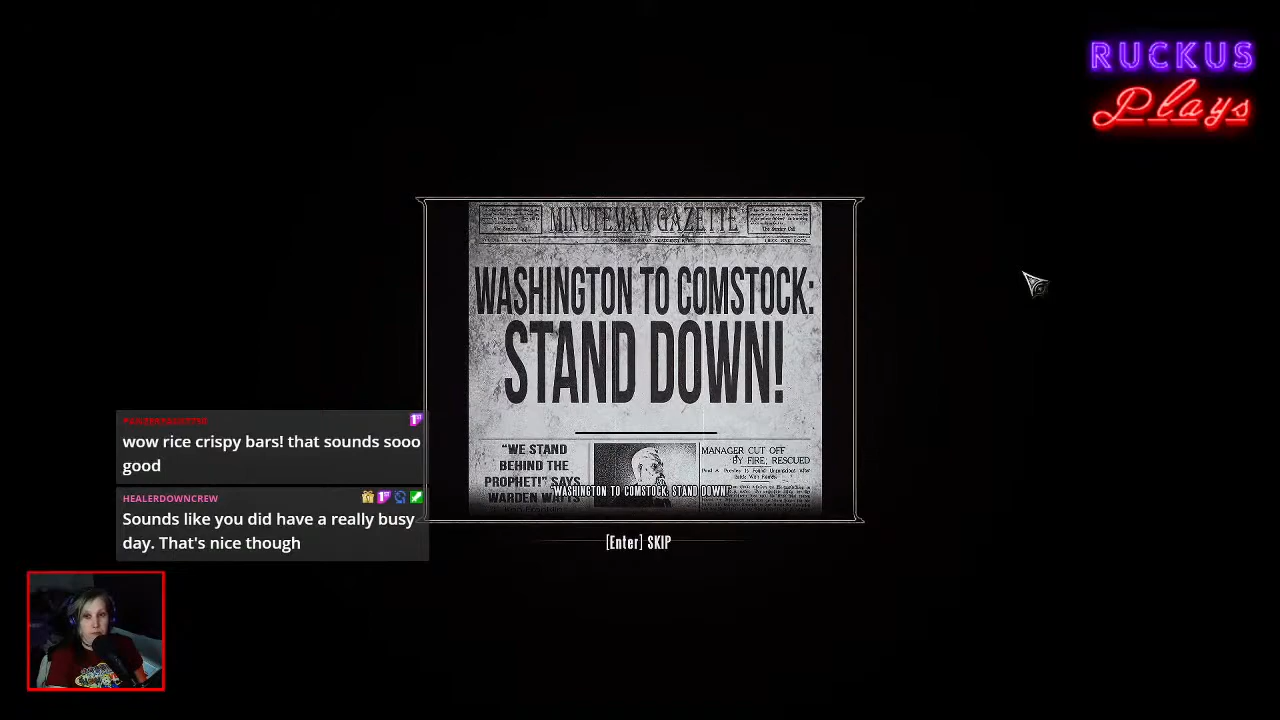 RUCKUS
Plays
MINUTEMAN GAZETTE
WASHINGTON TO COMSTOCK:
STAND DOWN!
"WE STAND
BEHIND THE
PROPHET!" SAYS
WARDEN WATTS
MANAGER CUT OFF
BY FIRE, RESCUED
WASHINGTON TO COMSTOCK: STAND DOWN!
[Enter] SKIP
wow rice crispy bars! that sounds sooo
good
HEALERDOWNCREW
Sounds like you did have a really busy
day. That's nice though